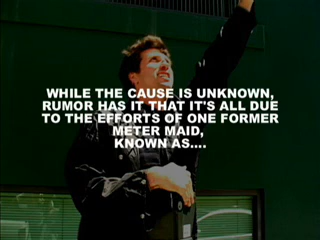 WHILE THE CAUSE IS UNKNOWN,
RUMOR HAS IT THAT IT'S ALL DUE
TO THE EFFORTS OF ONE FORMER
METER MAID,
KNOWN AS....